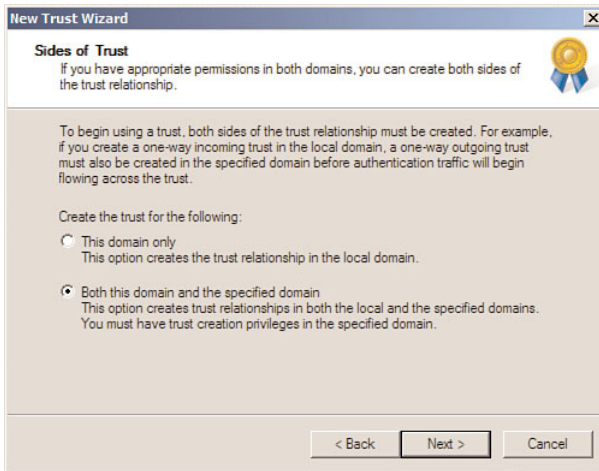 New Trust Wizard
Sides of Trust
If you have appropriate permissions in both domains, you can create both sides of
the trust relationship.
To begin using a trust, both sides of the trust relationship must be created. For example,
if you create a one-way incoming trust in the local domain, a one-way outgoing trust
must also be created in the specified domain before authentication traffic will begin
flowing across the trust.
Create the trust for the following:
This domain only
This option creates the trust relationship in the local domain.
Both this domain and the specified domain
This option creates trust relationships in both the local and the specified domains.
You must have trust creation privileges in the specified domain.
< Back
Next >
Cancel